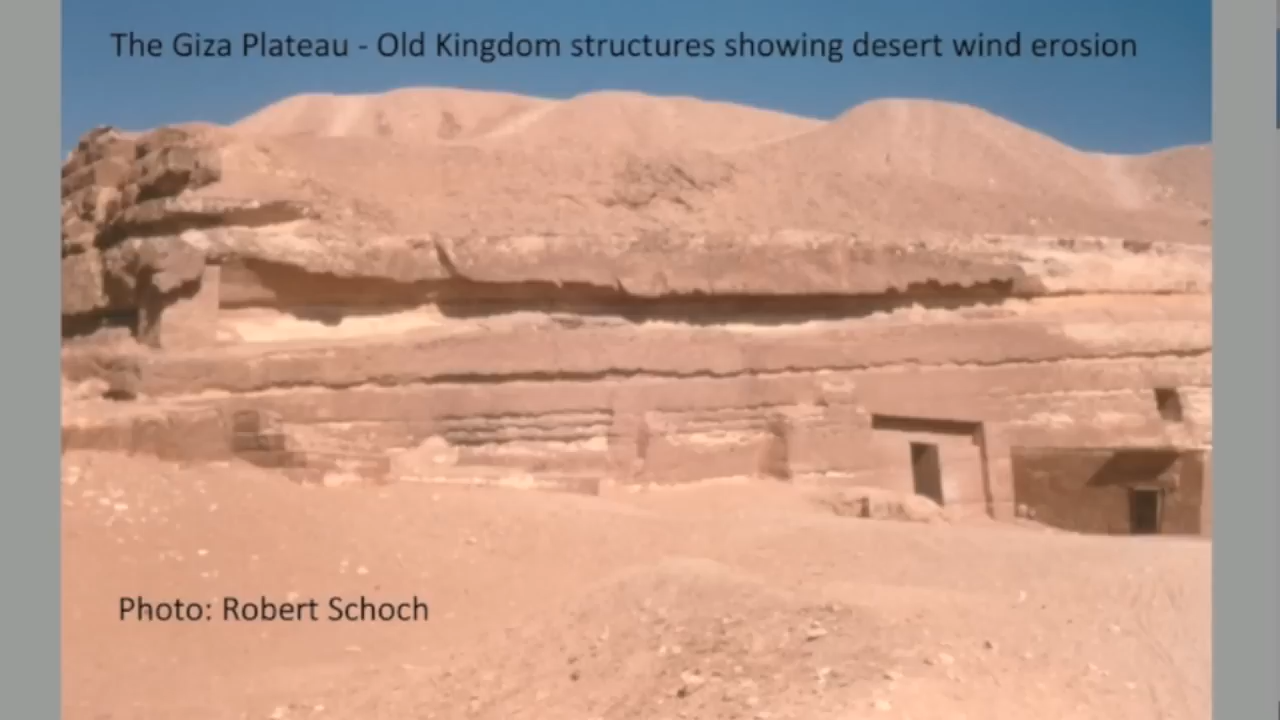 The Giza Plateau - Old Kingdom structures showing desert wind erosion
Photo: Robert Schoch